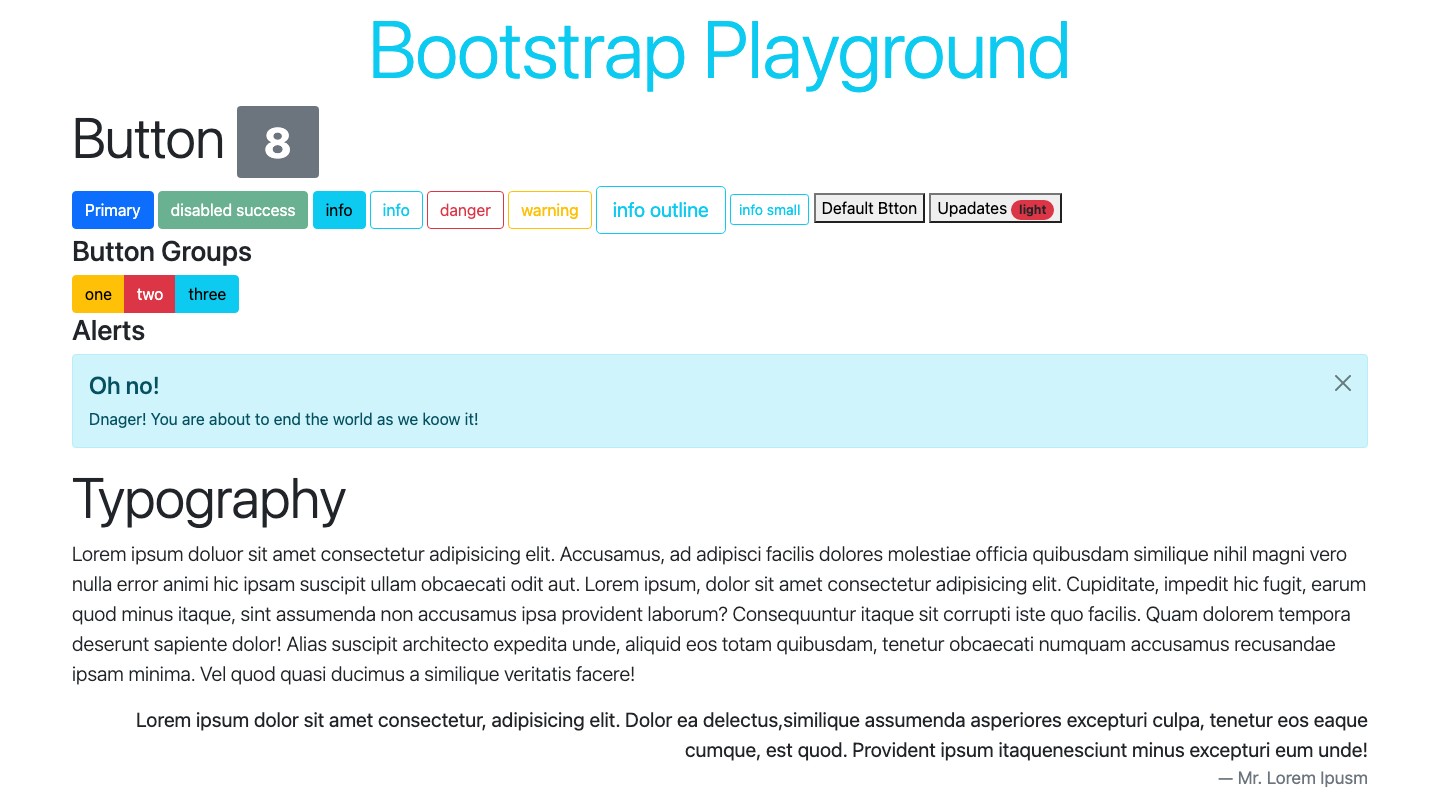 Bootstrap Playground
Button 8
Primary disabled success info info danger warning info outline info small Default Btton Upadates light
Button Groups
one two three
Alerts
Oh no!
Dnager! You are about to end the world as we koow it!
Typography
Lorem ipsum doluor sit amet consectetur adipisicing elit. Accusamus, ad adipisci facilis dolores molestiae officia quibusdam similique nihil magni vero
nulla error animi hic ipsam suscipit ullam obcaecati odit aut. Lorem ipsum, dolor sit amet consectetur adipisicing elit. Cupiditate, impedit hic fugit, earum
quod minus itaque, sint assumenda non accusamus ipsa provident laborum? Consequuntur itaque sit corrupti iste quo facilis. Quam dolorem tempora
deserunt sapiente dolor! Alias suscipit architecto expedita unde, aliquid eos totam quibusdam, tenetur obcaecati numquam accusamus recusandae
ipsam minima. Vel quod quasi ducimus a similique veritatis facere!
Lorem ipsum dolor sit amet consectetur, adipisicing elit. Dolor ea delectus,similique assumenda asperiores excepturi culpa, tenetur eos eaque
cumque, est quod. Provident ipsum itaquenesciunt minus excepturi eum unde!
— Mr. Lorem Ipusm